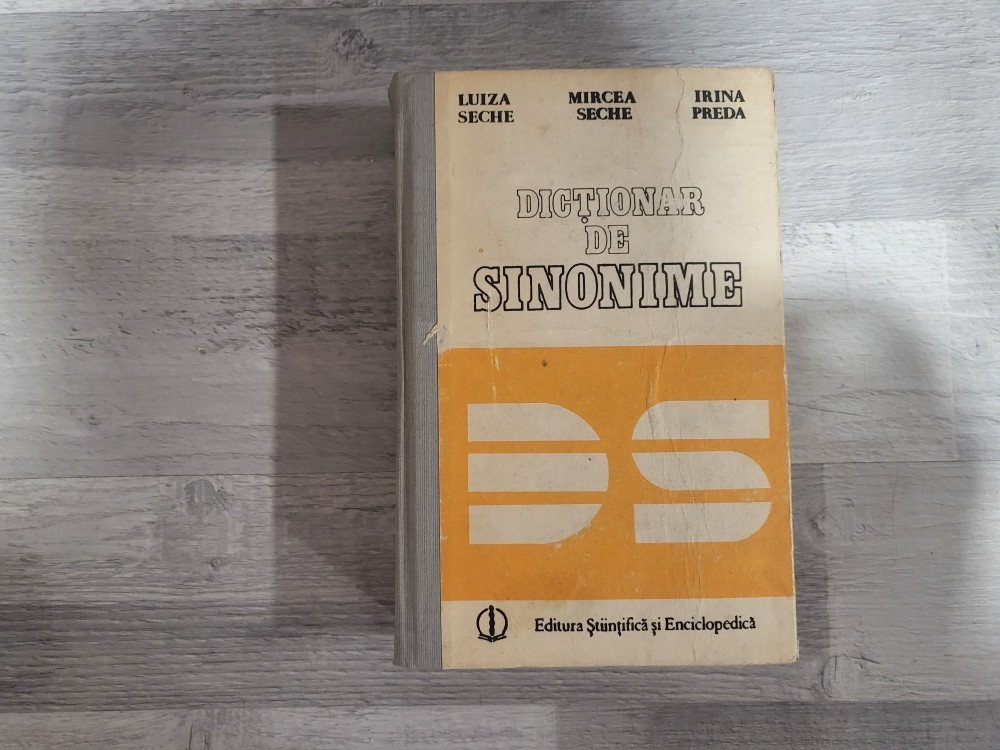 LUIZA SECHE
MIRCEA SECHE
IRINA PREDA
DICȚIONAR
DE
SINONIME
DS
Editura Științifică și Enciclopedică